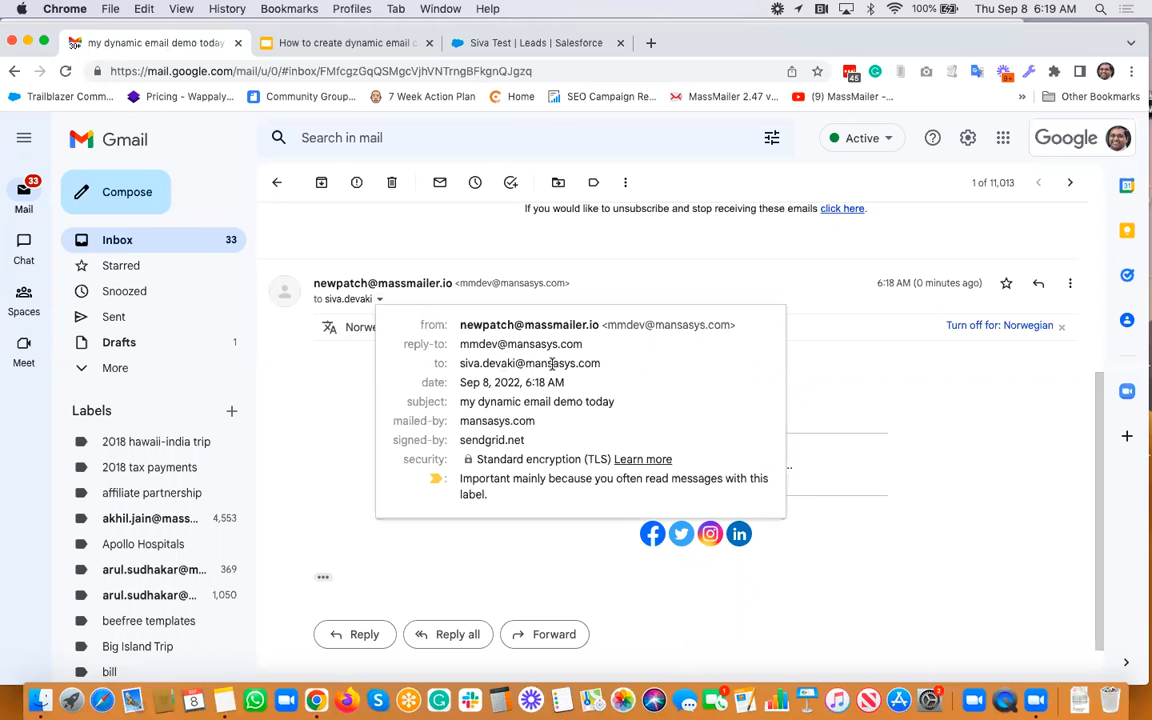 Chrome File Edit View History Bookmarks Profiles Tab Window Help 100% Thu Sep 8 6:19 AM
my dynamic email demo today How to create dynamic email c Siva Test | Leads | Salesforce
https://mail.google.com/mail/u/0/#inbox/FMfcgzGqQSMgcVjhVNTrngBFkgnQJgzq
45 9+
Trailblazer Comm... Pricing - Wappaly... Community Group... 7 Week Action Plan Home SEO Campaign Re... MassMailer 2.47 v... (9) MassMailer -... » Other Bookmarks
Gmail Search in mail Active Google
33
Mail
Compose
1 of 11,013
If you would like to unsubscribe and stop receiving these emails click here.
Inbox 33
Chat
Starred
Snoozed
Spaces
Sent
Drafts 1
Meet
More
Labels
2018 hawaii-india trip
2018 tax payments
affiliate partnership
akhil.jain@mass... 4,553
Apollo Hospitals
arul.sudhakar@m... 369
arul.sudhakar@... 1,050
beefree templates
Big Island Trip
bill
newpatch@massmailer.io <mmdev@mansasys.com> 6:18 AM (0 minutes ago)
to siva.devaki
Norwe Turn off for: Norwegian
from: newpatch@massmailer.io <mmdev@mansasys.com>
reply-to: mmdev@mansasys.com
to: siva.devaki@mansasys.com
date: Sep 8, 2022, 6:18 AM
subject: my dynamic email demo today
mailed-by: mansasys.com
signed-by: sendgrid.net
security: Standard encryption (TLS) Learn more
: Important mainly because you often read messages with this
label.
...
Reply Reply all Forward